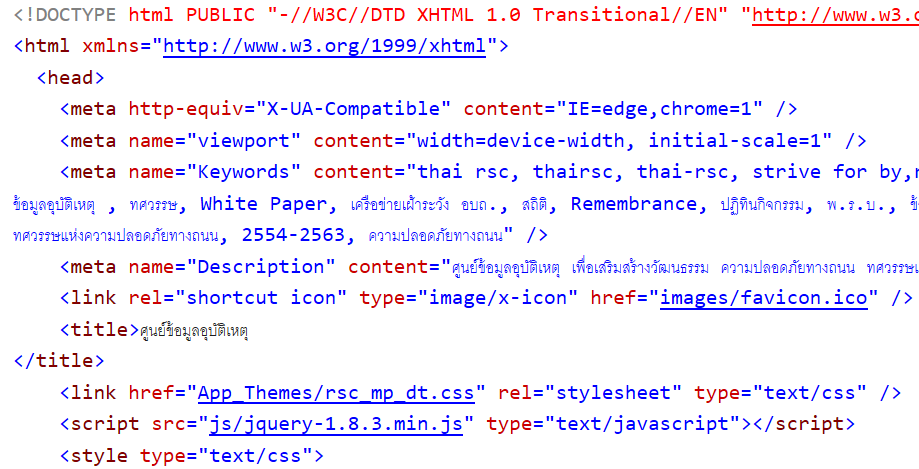 <!DOCTYPE html PUBLIC "-//W3C//DTD XHTML 1.0 Transitional//EN" "http://www.w3.
<html xmlns="http://www.w3.org/1999/xhtml">
<head>
<meta http-equiv="X-UA-Compatible" content="IE=edge,chrome=1" />
<meta name="viewport" content="width=device-width, initial-scale=1" />
<meta name="Keywords" content="thai rsc, thairsc, thai-rsc, strive for by,
ข้อมูลอุบัติเหตุ , ทศวรรษ, White Paper, เครือข่ายเฝ้าระวัง อบถ., สถิติ, Remembrance, ปฏิทินกิจกรรม, พ.ร.บ.,
ทศวรรษแห่งความปลอดภัยทางถนน, 2554-2563, ความปลอดภัยทางถนน" />
<meta name="Description" content="ศูนย์ข้อมูลอุบัติเหตุ เพื่อเสริมสร้างวัฒนธรรม ความปลอดภัยทางถนน
<link rel="shortcut icon" type="image/x-icon" href="images/favicon.ico" />
<title>ศูนย์ข้อมูลอุบัติเหตุ
</title>
<link href="App_Themes/rsc_mp_dt.css" rel="stylesheet" type="text/css" />
<script src="js/jquery-1.8.3.min.js" type="text/javascript"></script>
<style type="text/css">